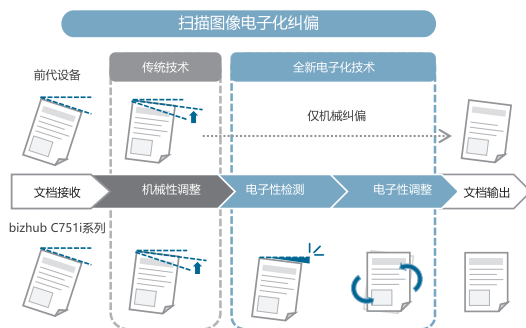 扫描图像电子化纠偏
前代设备
传统技术
全新电子化技术
仅机械纠偏
文档接收
机械性调整
电子性检测
电子性调整
文档输出
bizhub C751i系列